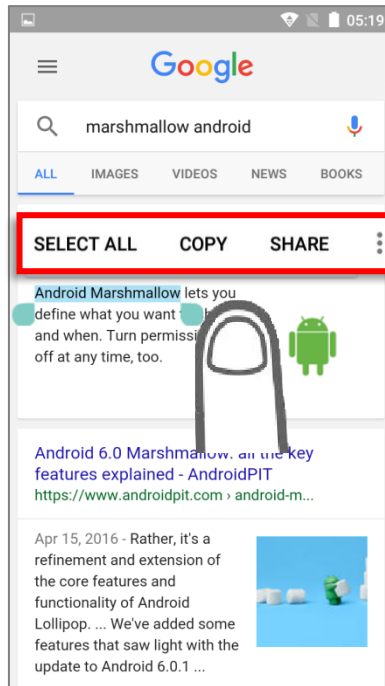 05:19
Google
marshmallow android
ALL IMAGES VIDEOS NEWS BOOKS
SELECT ALL COPY SHARE
Android Marshmallow lets you
define what you want
and when. Turn
off at any time, too.
Android 6.0 Marshmallow: all the key
features explained - AndroidPIT
https://www.androidpit.com › android-m...
Apr 15, 2016 - Rather, it's a
refinement and extension of
the core features and
functionality of Android
Lollipop. ... We've added some
features that saw light with the
update to Android 6.0.1 ...